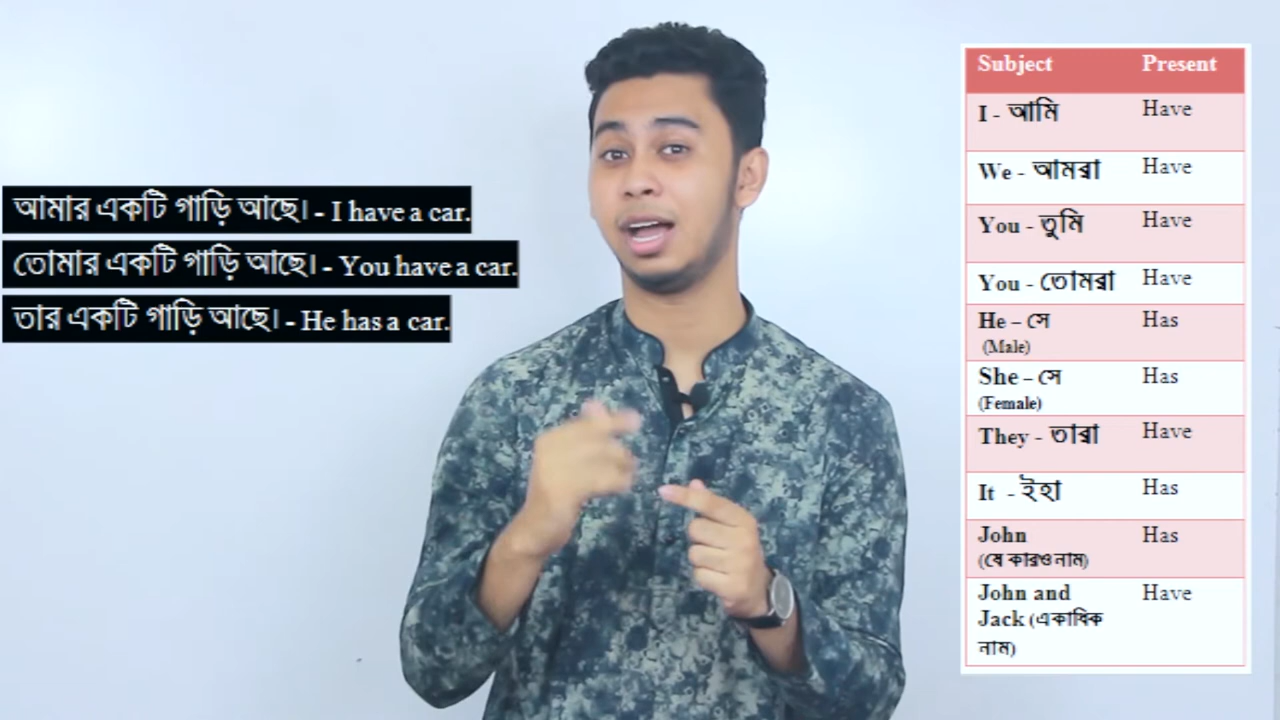 আমার একটি গাড়ি আছে। - I have a car.
তোমার একটি গাড়ি আছে। - You have a car.
তার একটি গাড়ি আছে। - He has a car.
Subject Present
I - আমি Have
We - আমরা Have
You - তুমি Have
You - তোমরা Have
He – সে Has
(Male)
She – সে Has
(Female)
They - তারা Have
It - ইহা Has
John Has
(যে কারও নাম)
John and Have
Jack (একাধিক
নাম)